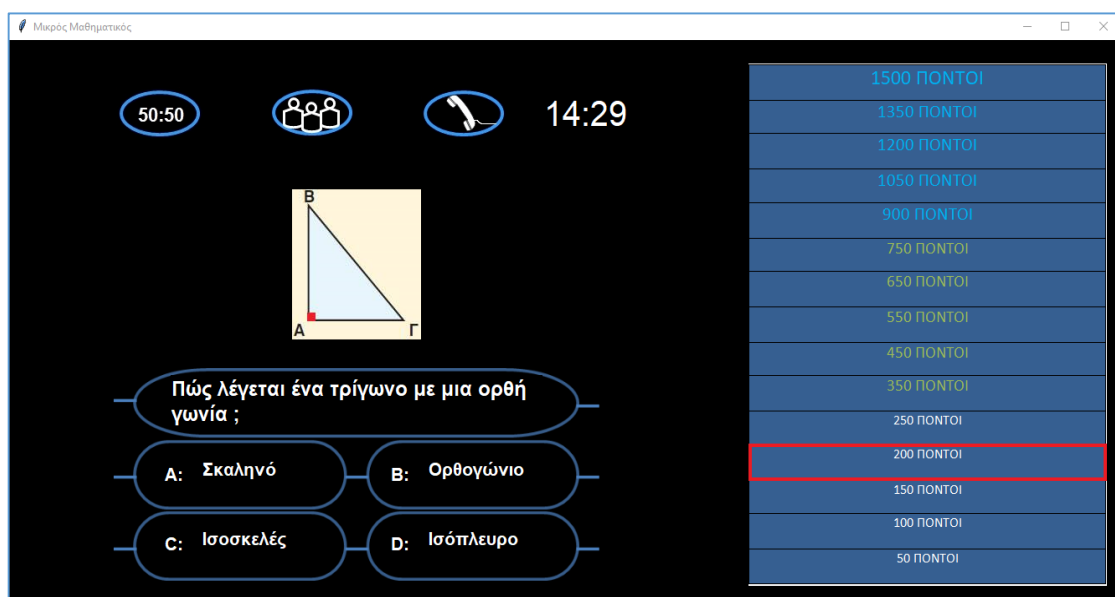 Μικρός Μαθηματικός
50:50
14:29
Β
Α
Γ
Πώς λέγεται ένα τρίγωνο με μια ορθή
γωνία ;
A: Σκαληνό
B: Ορθογώνιο
C: Ισοσκελές
D: Ισόπλευρο
1500 ΠΟΝΤΟΙ
1350 ΠΟΝΤΟΙ
1200 ΠΟΝΤΟΙ
1050 ΠΟΝΤΟΙ
900 ΠΟΝΤΟΙ
750 ΠΟΝΤΟΙ
650 ΠΟΝΤΟΙ
550 ΠΟΝΤΟΙ
450 ΠΟΝΤΟΙ
350 ΠΟΝΤΟΙ
250 ΠΟΝΤΟΙ
200 ΠΟΝΤΟΙ
150 ΠΟΝΤΟΙ
100 ΠΟΝΤΟΙ
50 ΠΟΝΤΟΙ